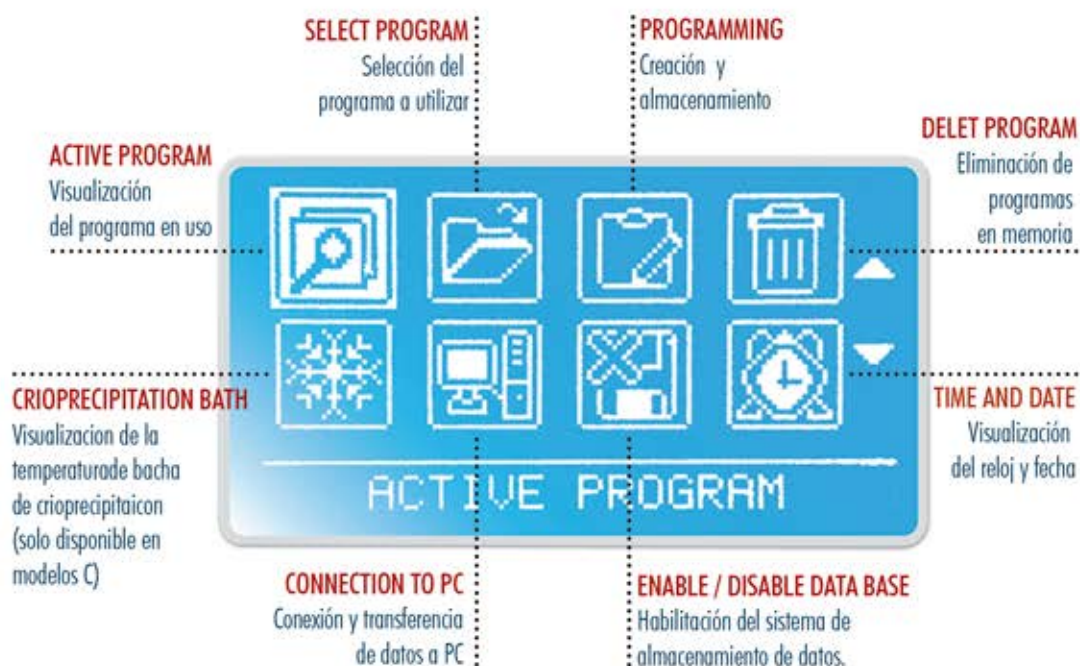 SELECT PROGRAM
Selección del
programa a utilizar
PROGRAMMING
Creación y
almacenamiento
ACTIVE PROGRAM
Visualización
del programa en uso
DELET PROGRAM
Eliminación de
programas
en memoria
ACTIVE PROGRAM
CRIOPRECIPITATION BATH
Visualizacion de la
temperaturade bacha
de crioprecipitaicon
(solo disponible en
modelos C)
TIME AND DATE
Visualización
del reloj y fecha
CONNECTION TO PC
Conexión y transferencia
de datos a PC
ENABLE / DISABLE DATA BASE
Habilitación del sistema de
almacenamiento de datos.